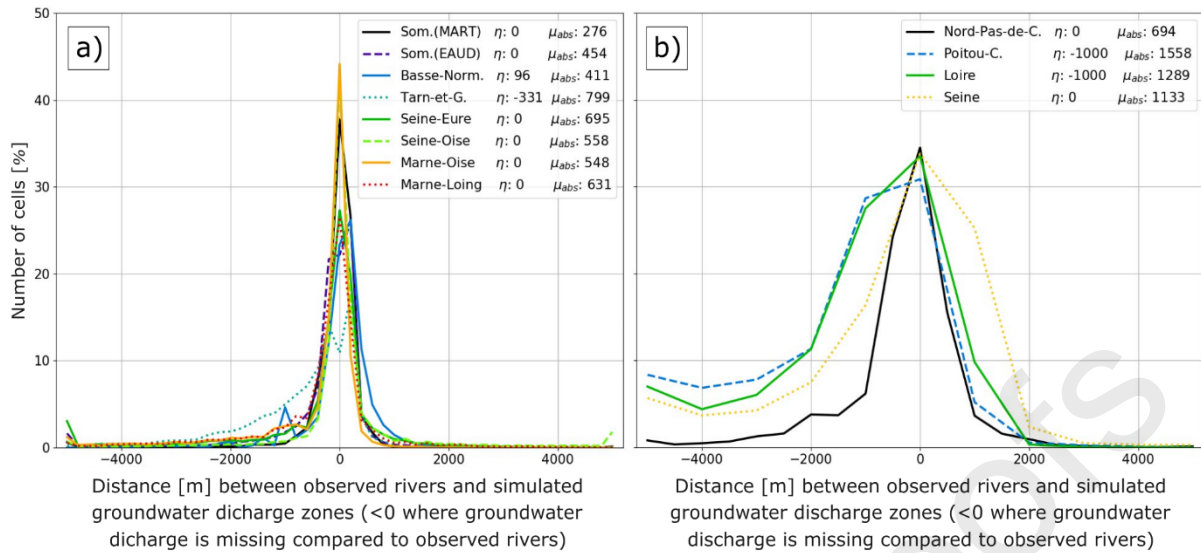 a)
Som.(MART) η: 0 μabs: 276
Som.(EAUD) η: 0 μabs: 454
Basse-Norm. η: 96 μabs: 411
Tarn-et-G. η: -331 μabs: 799
Seine-Eure η: 0 μabs: 695
Seine-Oise η: 0 μabs: 558
Marne-Oise η: 0 μabs: 548
Marne-Loing η: 0 μabs: 631
50
40
30
20
10
0
Number of cells [%]
−4000 −2000 0 2000 4000
Distance [m] between observed rivers and simulated
groundwater dicharge zones (<0 where groundwater
dicharge is missing compared to observed rivers)
b)
Nord-Pas-de-C. η: 0 μabs: 694
Poitou-C. η: -1000 μabs: 1558
Loire η: -1000 μabs: 1289
Seine η: 0 μabs: 1133
−4000 −2000 0 2000 4000
Distance [m] between observed rivers and simulated
groundwater discharge zones (<0 where groundwater
discharge is missing compared to observed rivers)